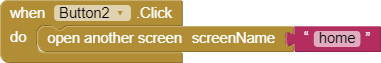 when Button2 .Click
do open another screen screenName " home "